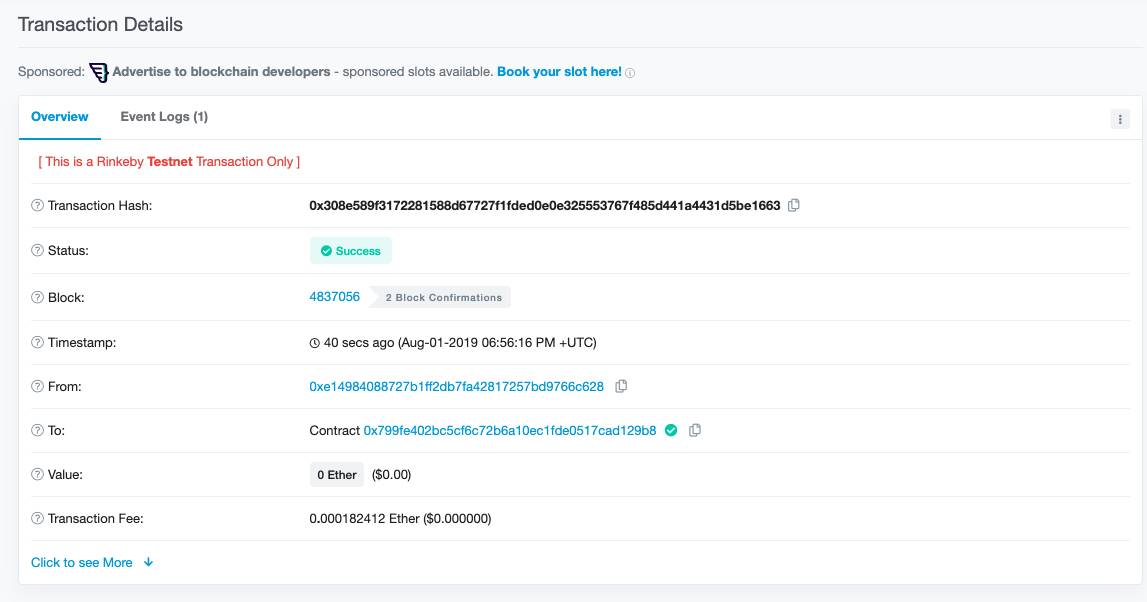 Transaction Details
Sponsored: Advertise to blockchain developers - sponsored slots available. Book your slot here!
Overview Event Logs (1)
[ This is a Rinkeby Testnet Transaction Only ]
Transaction Hash: 0x308e589f3172281588d67727f1fded0e0e325553767f485d441a4431d5be1663
Status: Success
Block: 4837056 2 Block Confirmations
Timestamp: 40 secs ago (Aug-01-2019 06:56:16 PM +UTC)
From: 0xe14984088727b1ff2db7fa42817257bd9766c628
To: Contract 0x799fe402bc5cf6c72b6a10ec1fde0517cad129b8
Value: 0 Ether ($0.00)
Transaction Fee: 0.000182412 Ether ($0.000000)
Click to see More